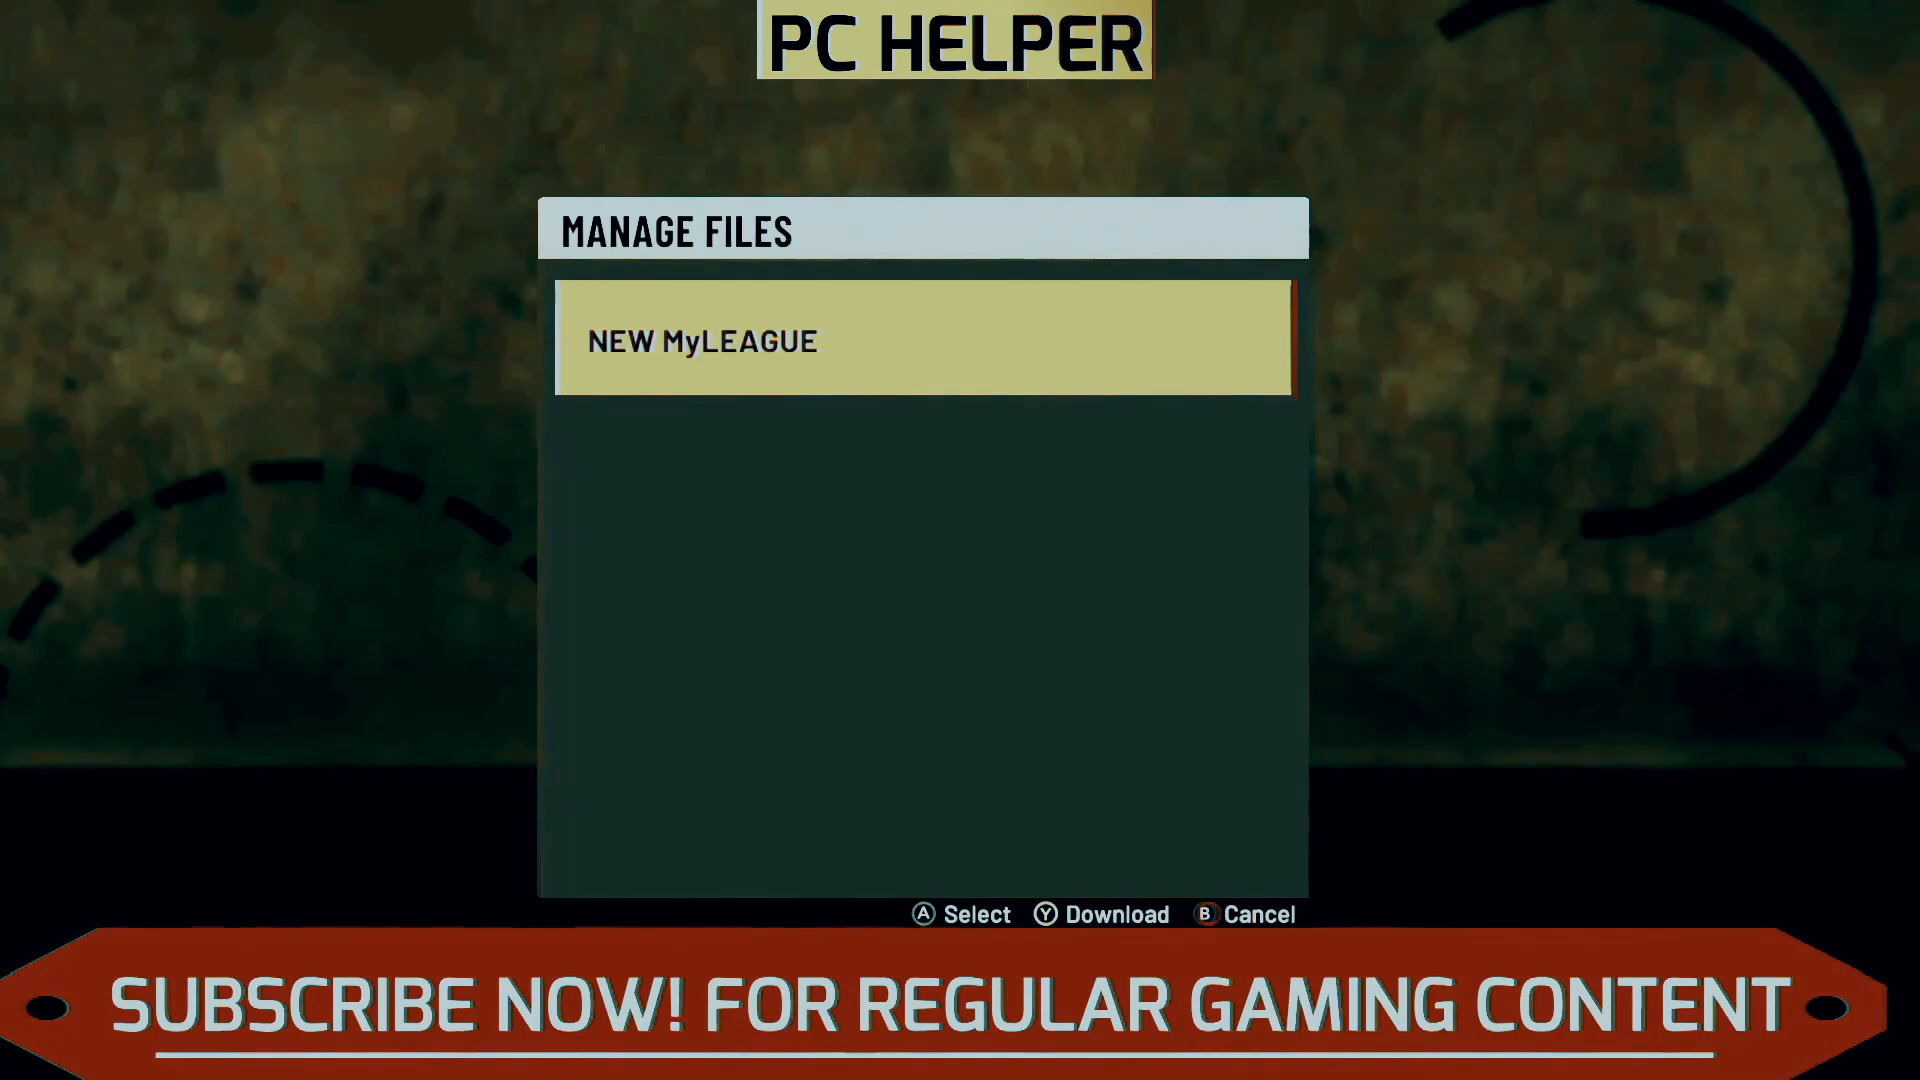 PC HELPER
MANAGE FILES
NEW MyLEAGUE
A Select Y Download B Cancel
SUBSCRIBE NOW! FOR REGULAR GAMING CONTENT